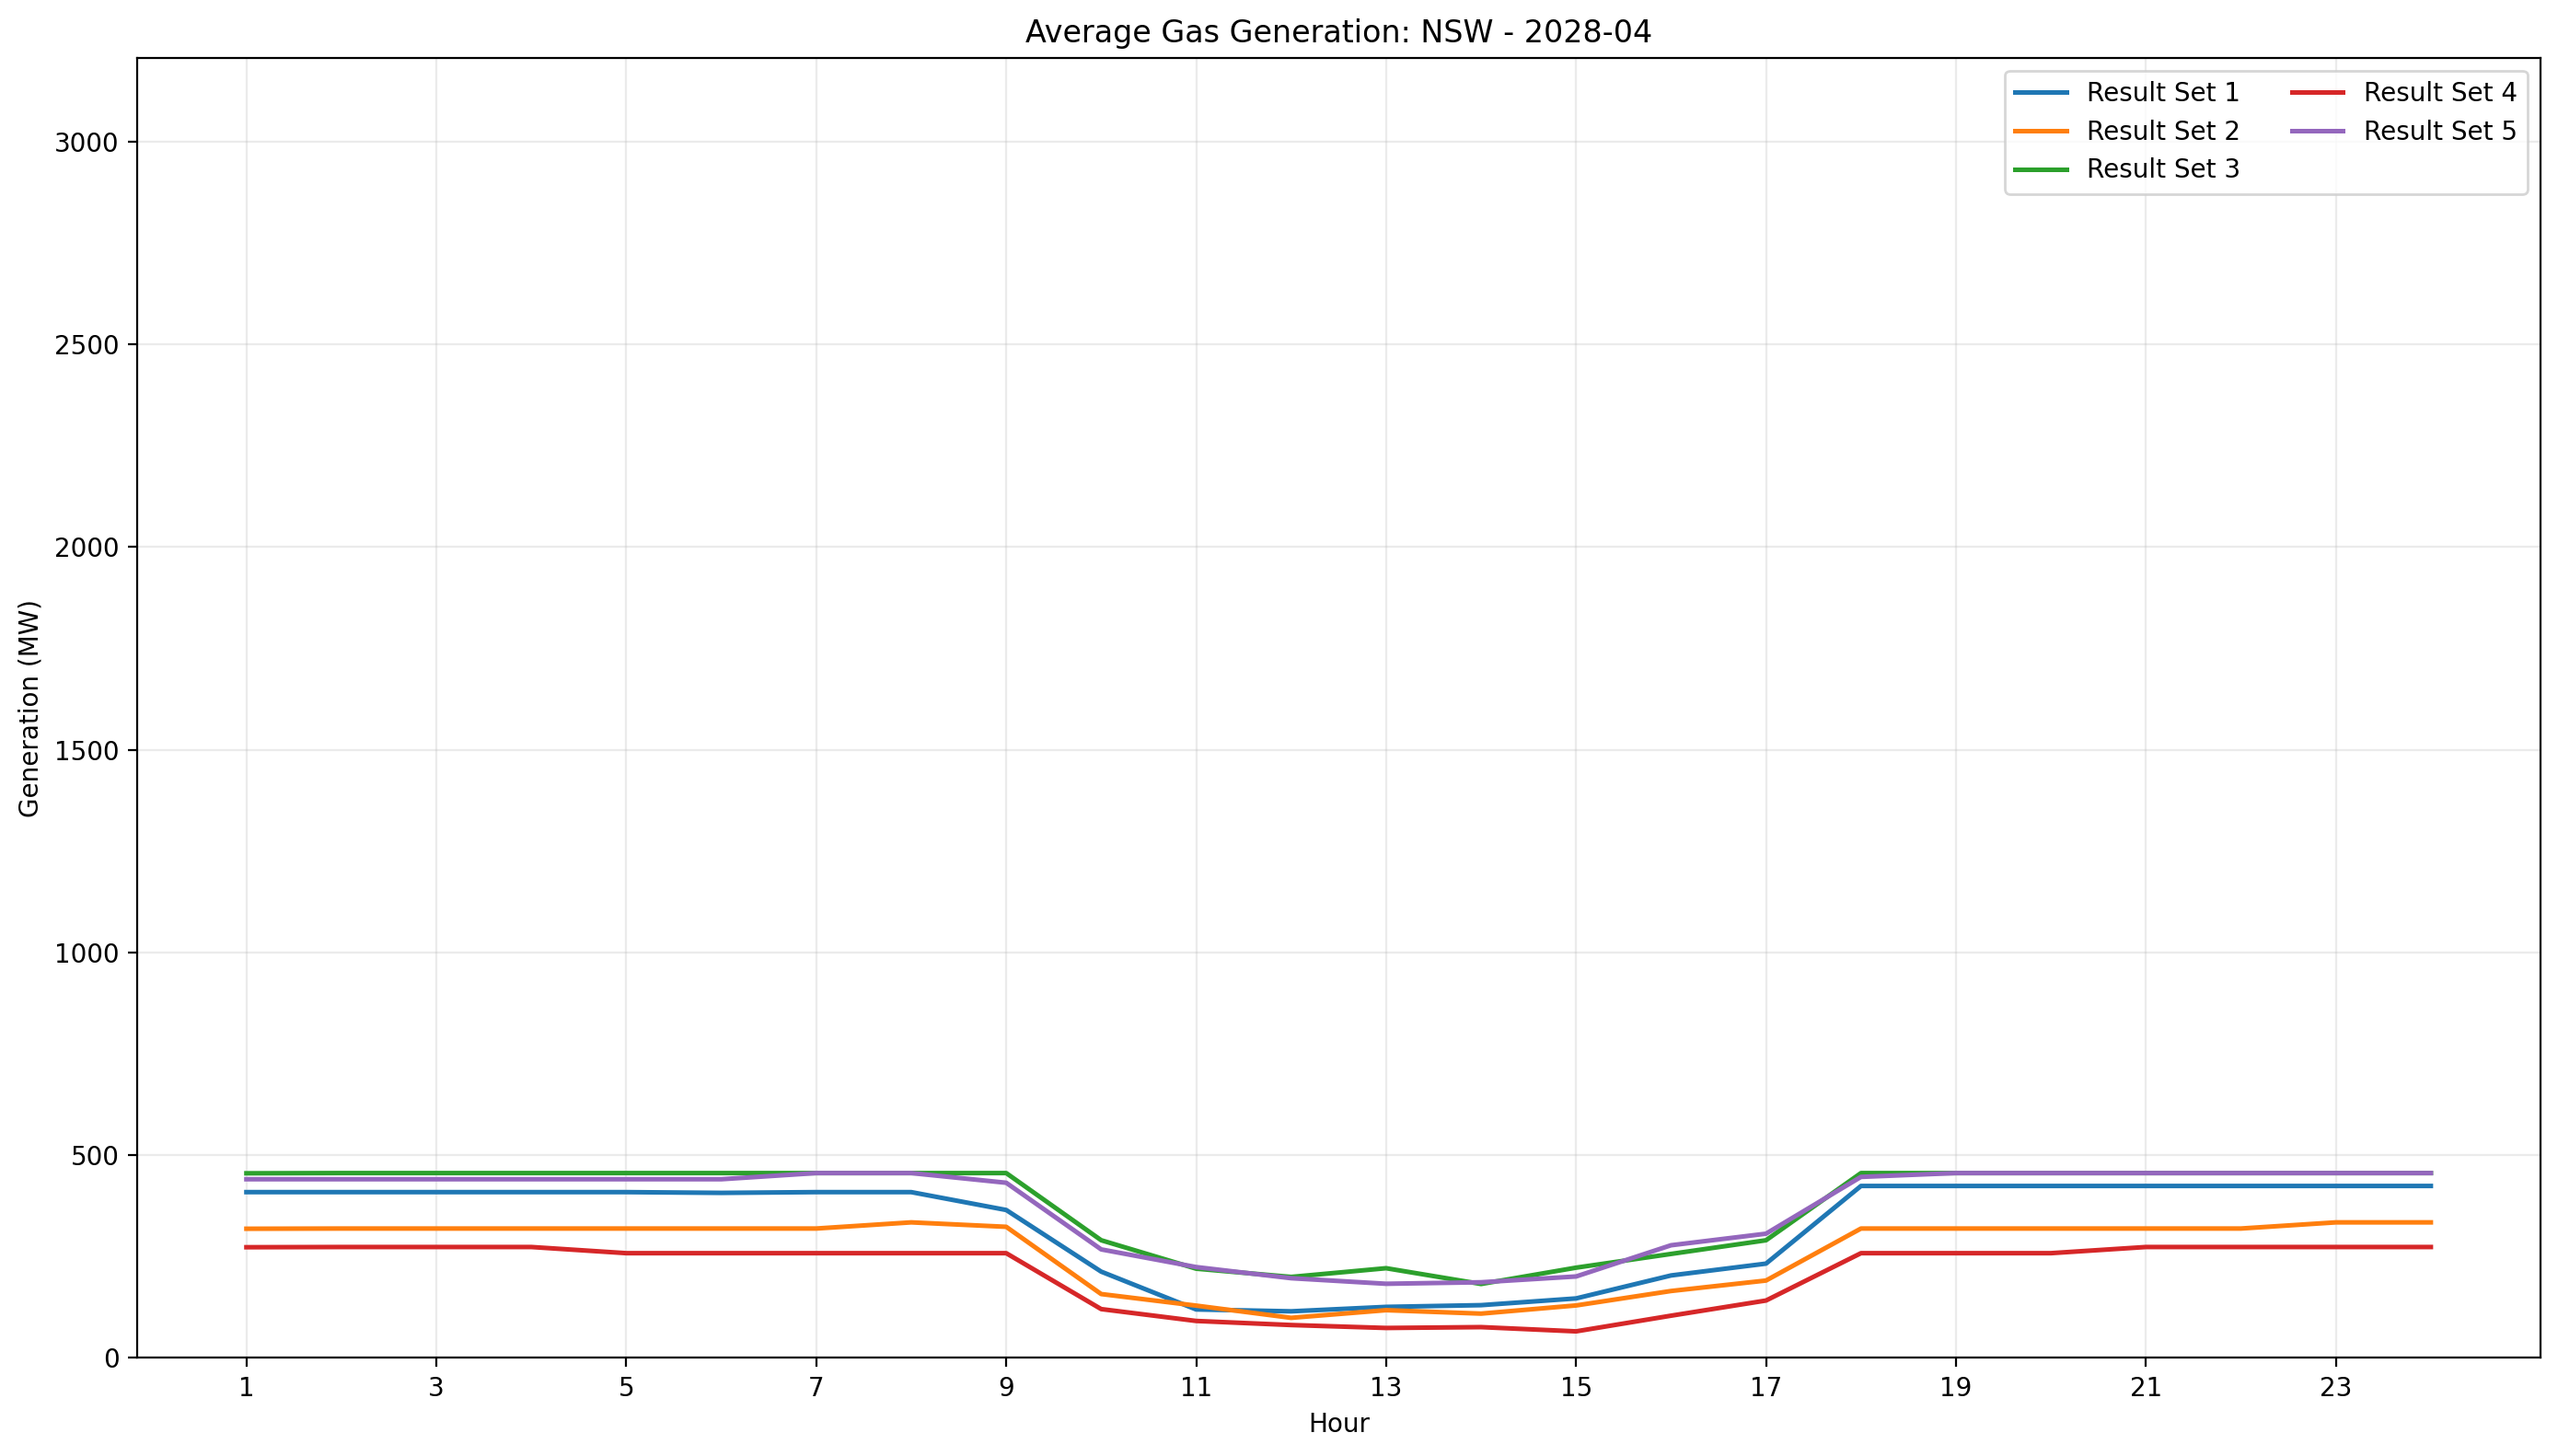 Average Gas Generation: NSW - 2028-04
Result Set 1
Result Set 2
Result Set 3
Result Set 4
Result Set 5
Generation (MW)
3000
2500
2000
1500
1000
500
0
1 3 5 7 9 11 13 15 17 19 21 23
Hour